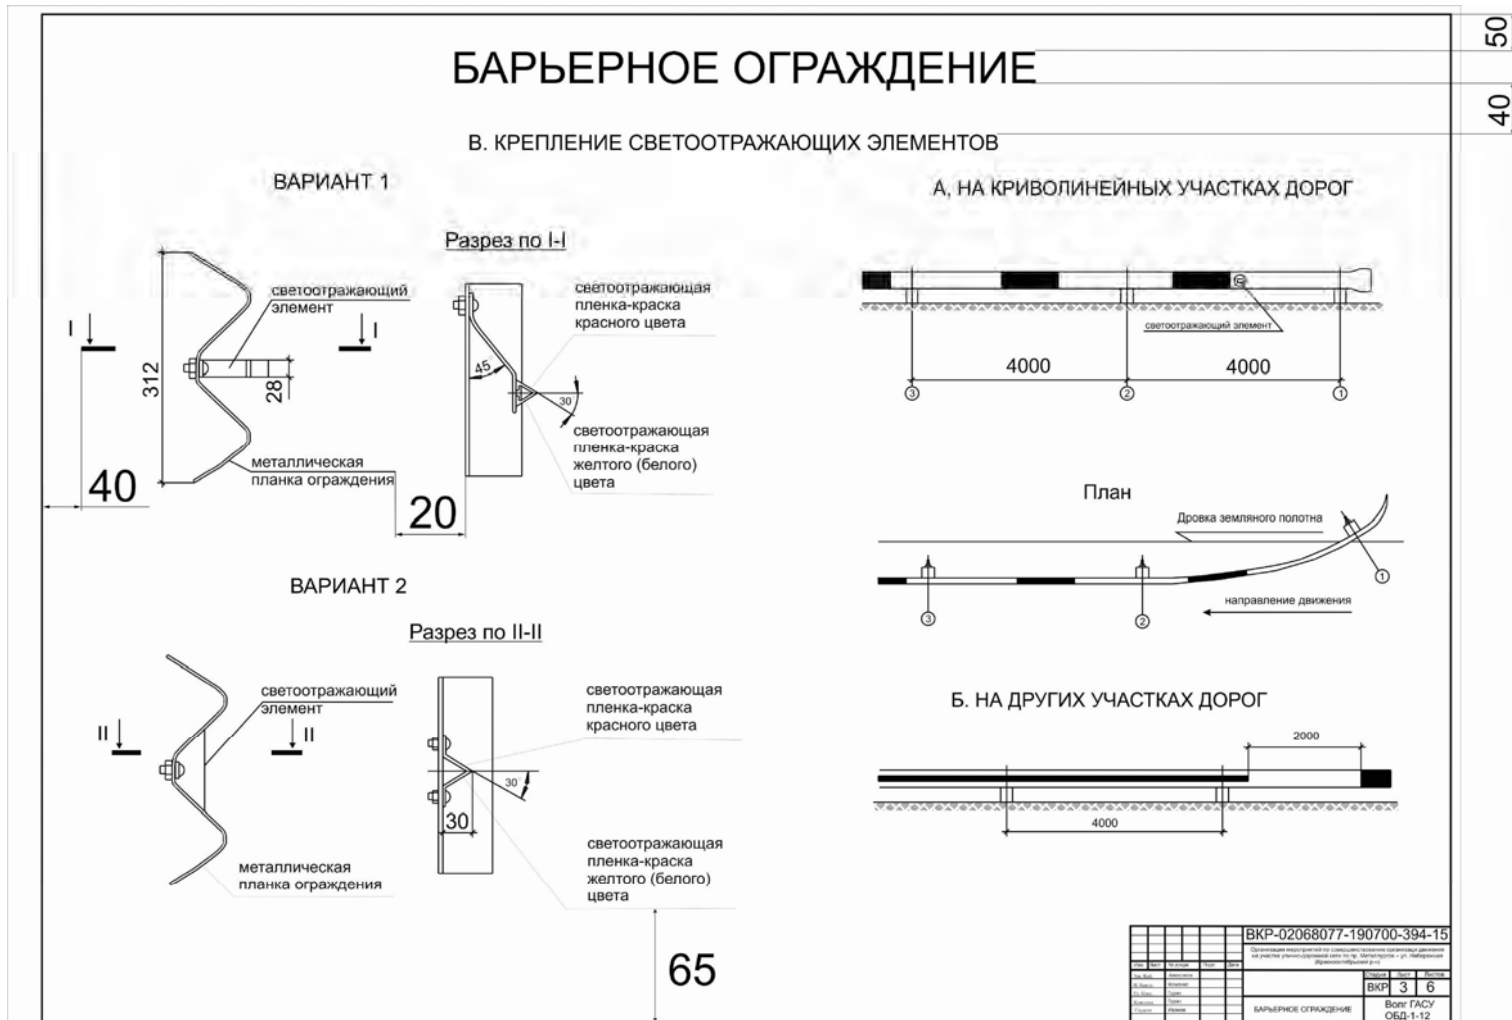 БАРЬЕРНОЕ ОГРАЖДЕНИЕ
50
40
В. КРЕПЛЕНИЕ СВЕТООТРАЖАЮЩИХ ЭЛЕМЕНТОВ
ВАРИАНТ 1
Разрез по I-I
светоотражающий
элемент
I
I
312
28
металлическая
планка ограждения
40
20
45
30
светоотражающая
пленка-краска
красного цвета
светоотражающая
пленка-краска
желтого (белого)
цвета
ВАРИАНТ 2
Разрез по II-II
светоотражающий
элемент
II
II
металлическая
планка ограждения
30
30°
светоотражающая
пленка-краска
красного цвета
светоотражающая
пленка-краска
желтого (белого)
цвета
65
А, НА КРИВОЛИНЕЙНЫХ УЧАСТКАХ ДОРОГ
светоотражающий элемент
4000
4000
3
2
1
План
Дровка земляного полотна
направление движения
3
2
1
Б. НА ДРУГИХ УЧАСТКАХ ДОРОГ
2000
4000
ВКР-02068077-190700-394-15
Стадия Лист Листов
ВКР 3 6
БАРЬЕРНОЕ ОГРАЖДЕНИЕ
Волг ГАСУ
ОБД-1-12